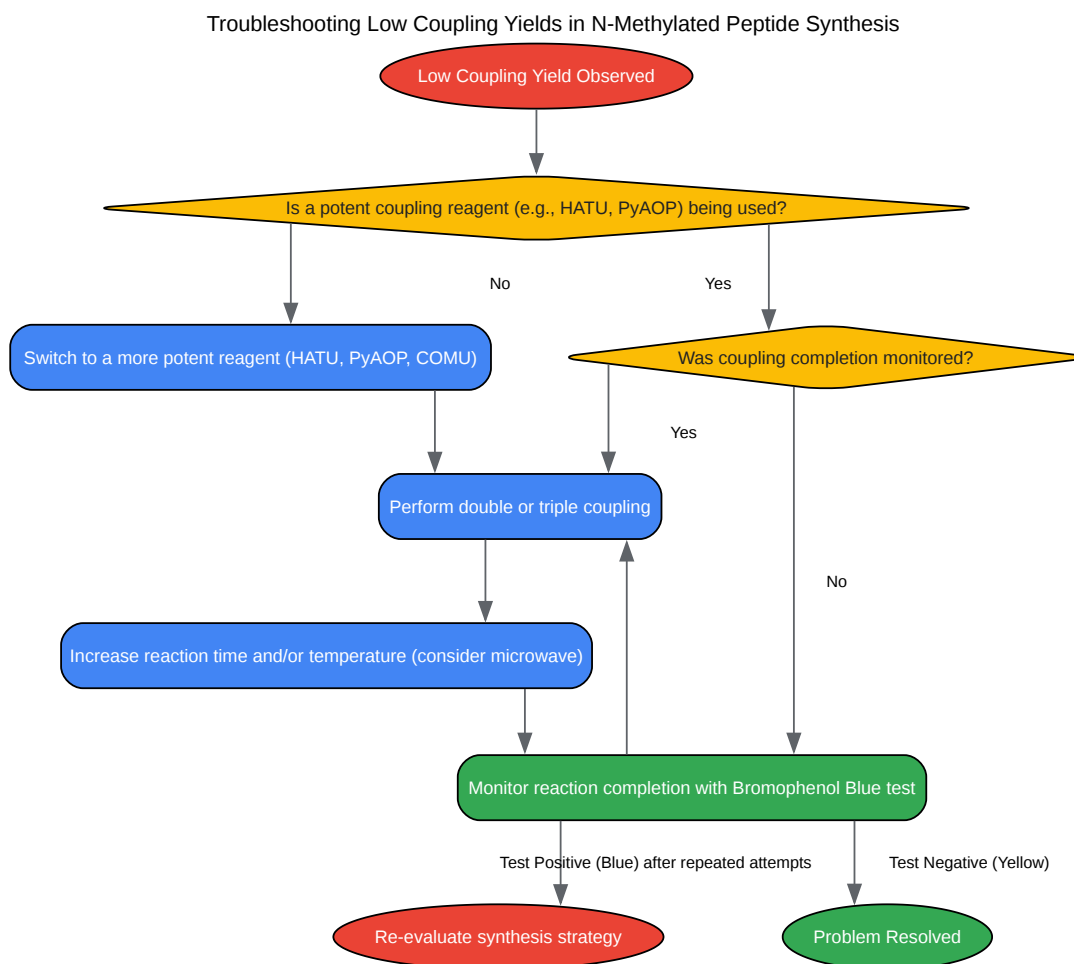 Troubleshooting Low Coupling Yields in N-Methylated Peptide Synthesis
Low Coupling Yield Observed
Is a potent coupling reagent (e.g., HATU, PyAOP) being used?
No
Yes
Switch to a more potent reagent (HATU, PyAOP, COMU)
Was coupling completion monitored?
Yes
Perform double or triple coupling
No
Increase reaction time and/or temperature (consider microwave)
Monitor reaction completion with Bromophenol Blue test
Test Positive (Blue) after repeated attempts
Test Negative (Yellow)
Re-evaluate synthesis strategy
Problem Resolved